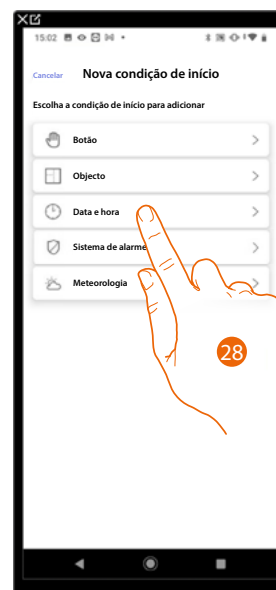 15:02
Cancelar Nova condição de início
Escolha a condição de início para adicionar
Botão
Objecto
Data e hora
Sistema de alarme
Meteorologia
28